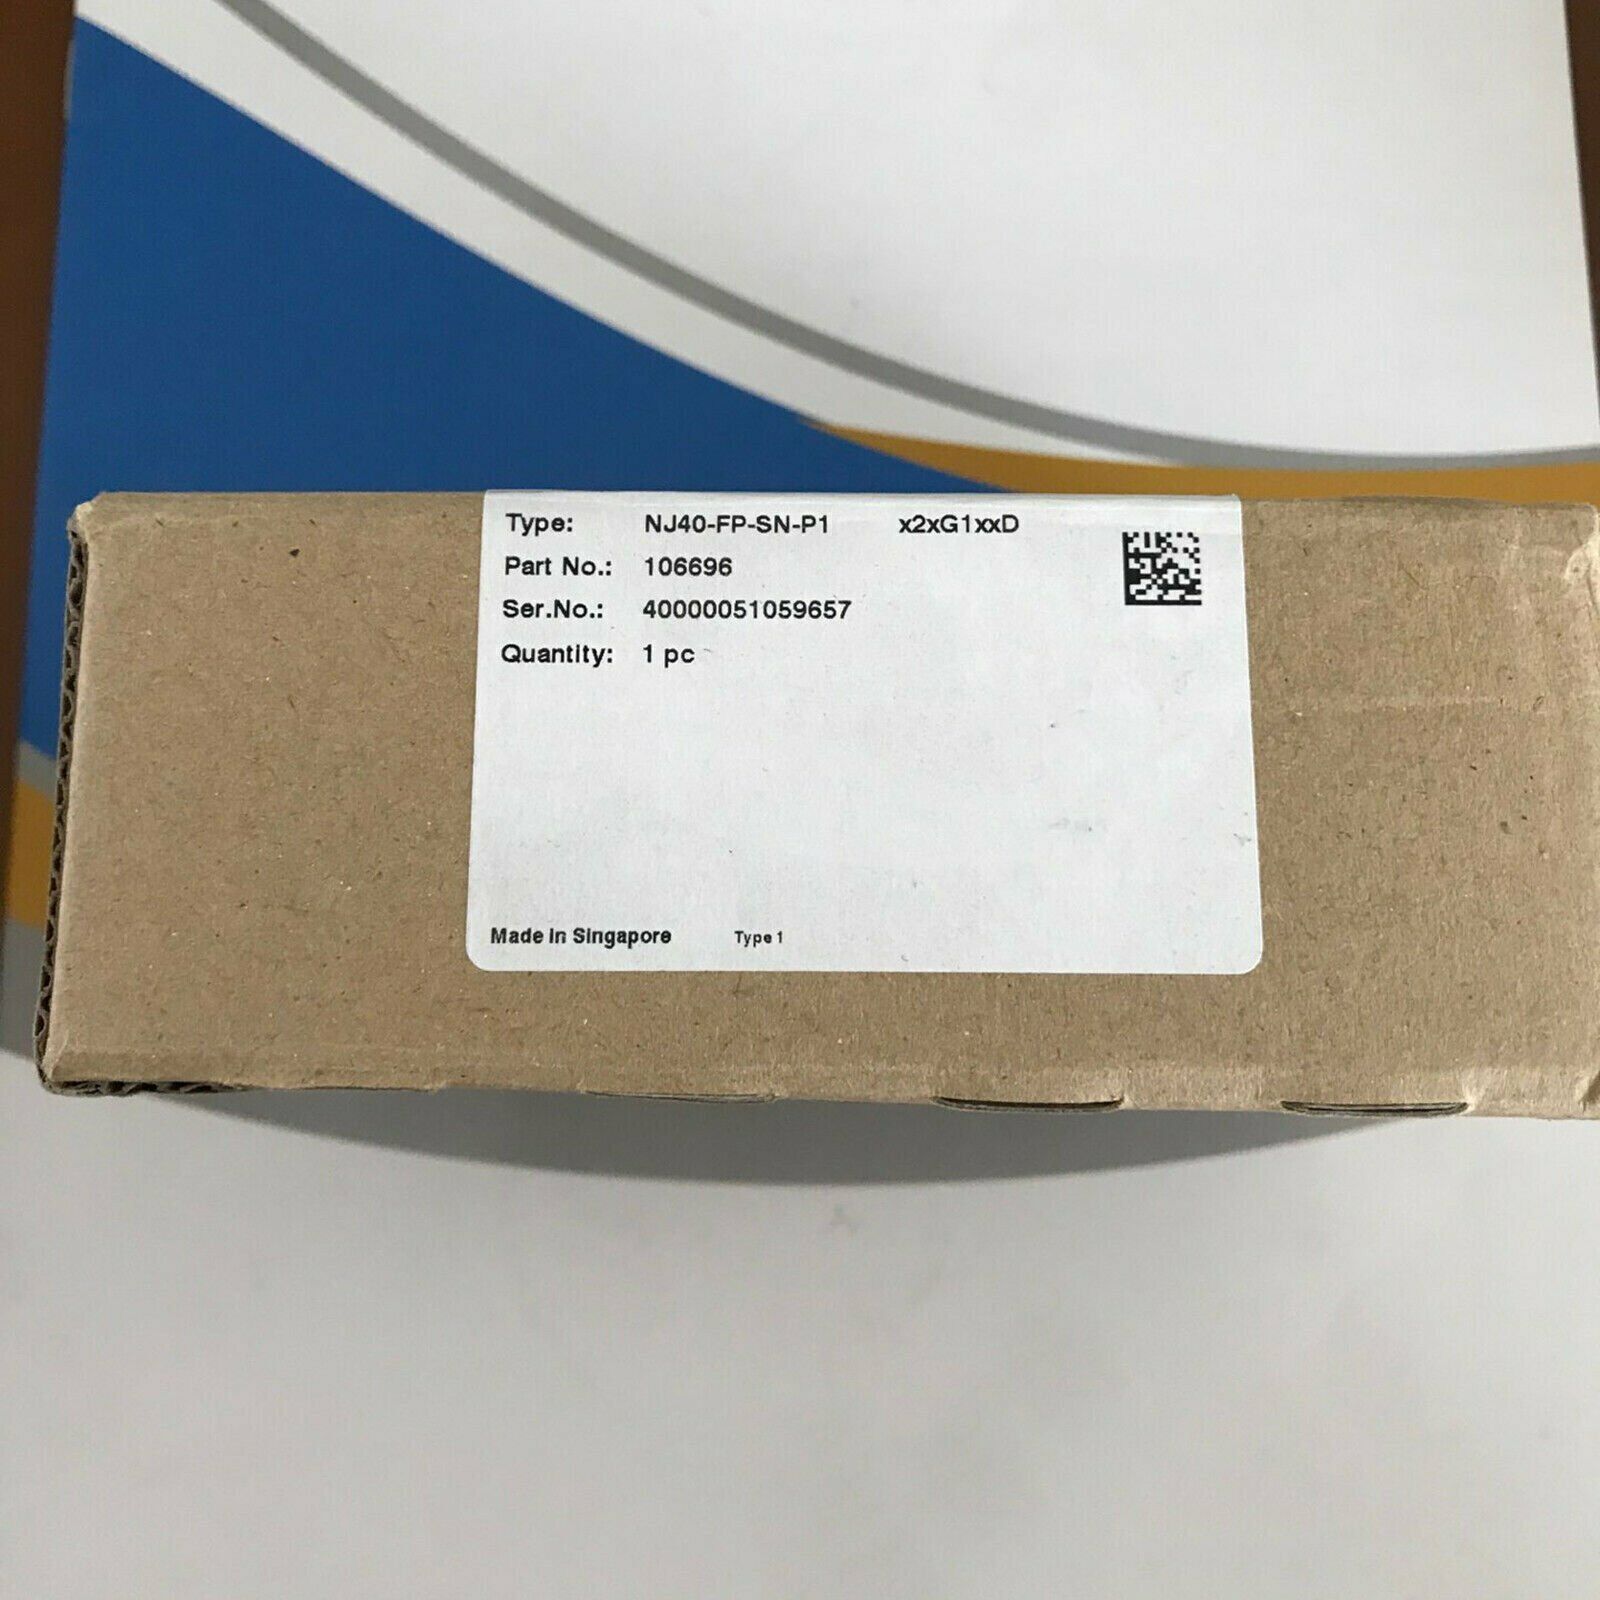 Type: NJ40-FP-SN-P1 x2xG1xxD
Part No.: 106696
Ser.No.: 40000051059657
Quantity: 1 pc
Made in Singapore Type 1